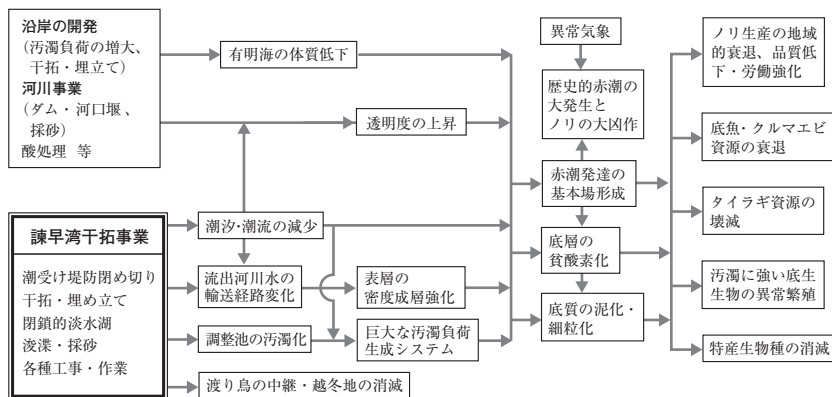 沿岸の開発
(汚濁負荷の増大、
干拓・埋立て)
河川事業
(ダム・河口堰、
採砂)
酸処理 等
有明海の体質低下
透明度の上昇
諫早湾干拓事業
潮受け堤防閉め切り
干拓・埋め立て
閉鎖的淡水湖
浚渫・採砂
各種工事・作業
潮汐・潮流の減少
流出河川水の
輸送経路変化
調整池の汚濁化
渡り鳥の中継・越冬地の消滅
表層の
密度成層強化
巨大な汚濁負荷
生成システム
異常気象
歴史的赤潮の
大発生と
ノリの大凶作
赤潮発達の
基本場形成
底層の
貧酸素化
底質の泥化・
細粒化
ノリ生産の地域
的衰退、品質低
下・労働強化
底魚・クルマエビ
資源の衰退
タイラギ資源の
壊滅
汚濁に強い底生
生物の異常繁殖
特産生物種の消滅